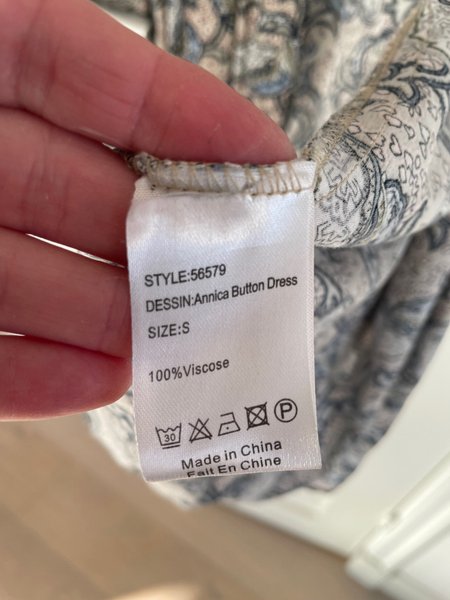 STYLE:56579
DESSIN:Annica Button Dress
SIZE:S
100%Viscose
30 P
Made in China
Fait En Chine